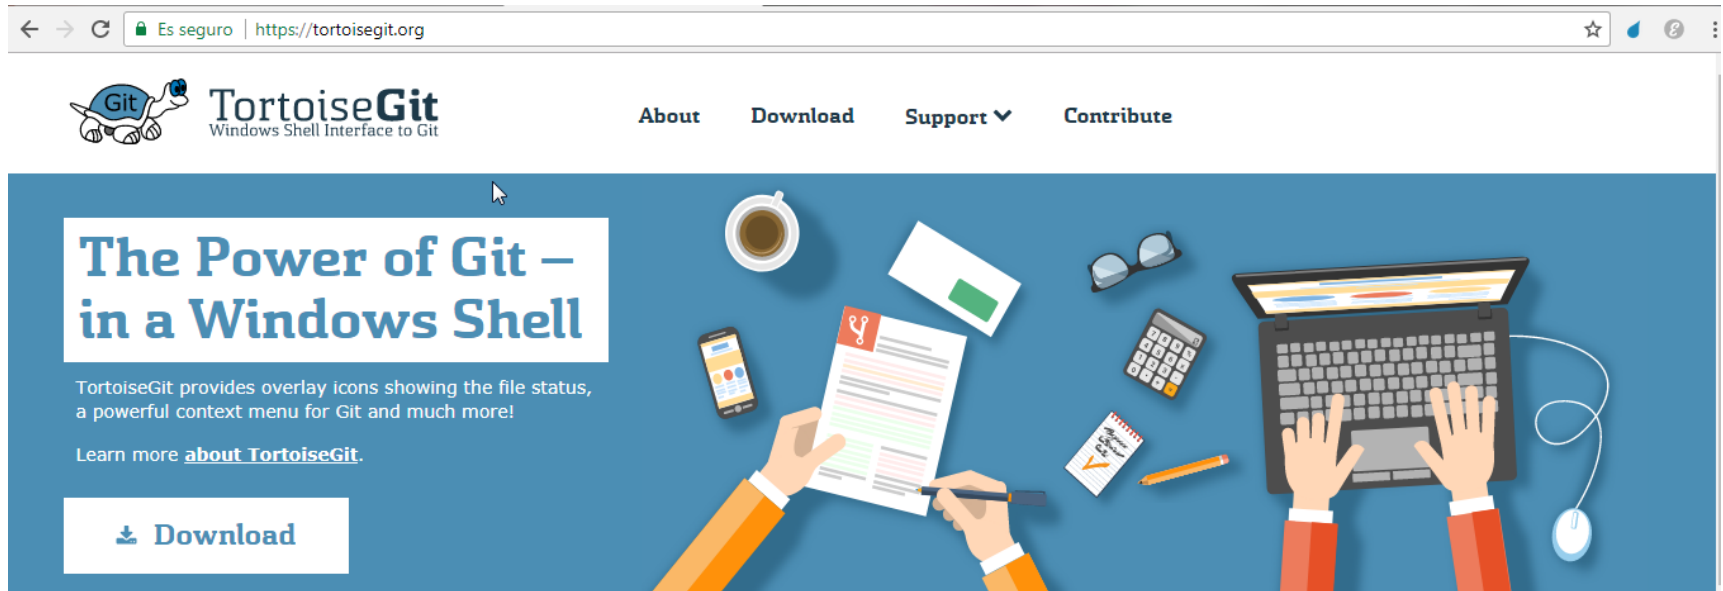 Es seguro | https://tortoisegit.org
Git
TortoiseGit
Windows Shell Interface to Git
About
Download
Support
Contribute
The Power of Git –
in a Windows Shell
TortoiseGit provides overlay icons showing the file status,
a powerful context menu for Git and much more!
Learn more about TortoiseGit.
Download